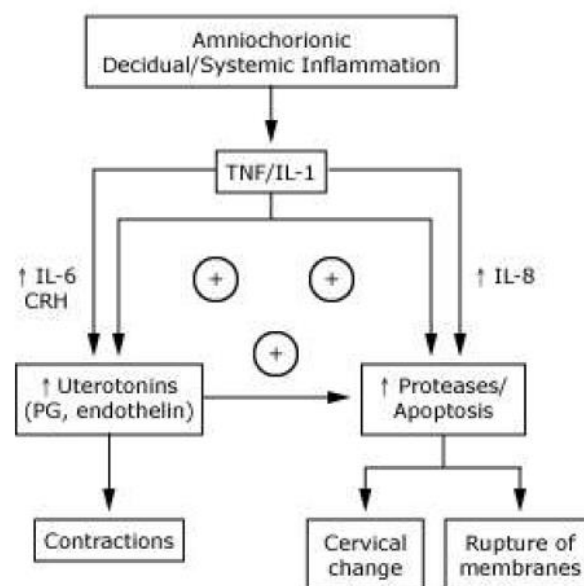 Amniochorionic
Decidual/Systemic Inflammation
TNF/IL-1
↑ IL-6
CRH
+
+
↑ IL-8
+
↑ Uterotonins
(PG, endothelin)
↑ Proteases/
Apoptosis
Contractions
Cervical
change
Rupture of
membranes